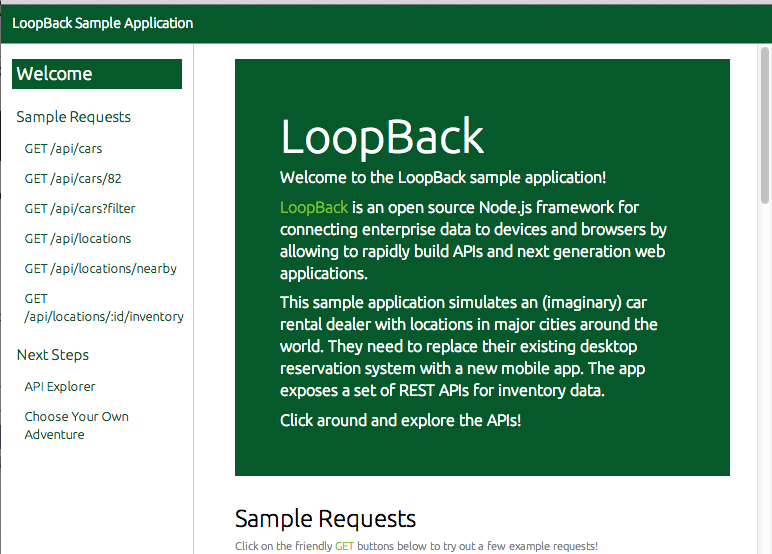 LoopBack Sample Application
Welcome
Sample Requests
GET /api/cars
GET /api/cars/82
GET /api/cars?filter
GET /api/locations
GET /api/locations/nearby
GET
/api/locations/:id/inventory
Next Steps
API Explorer
Choose Your Own
Adventure
LoopBack
Welcome to the LoopBack sample application!
LoopBack is an open source Node.js framework for
connecting enterprise data to devices and browsers by
allowing to rapidly build APIs and next generation web
applications.
This sample application simulates an (imaginary) car
rental dealer with locations in major cities around the
world. They need to replace their existing desktop
reservation system with a new mobile app. The app
exposes a set of REST APIs for inventory data.
Click around and explore the APIs!
Sample Requests
Click on the friendly GET buttons below to try out a few example requests!